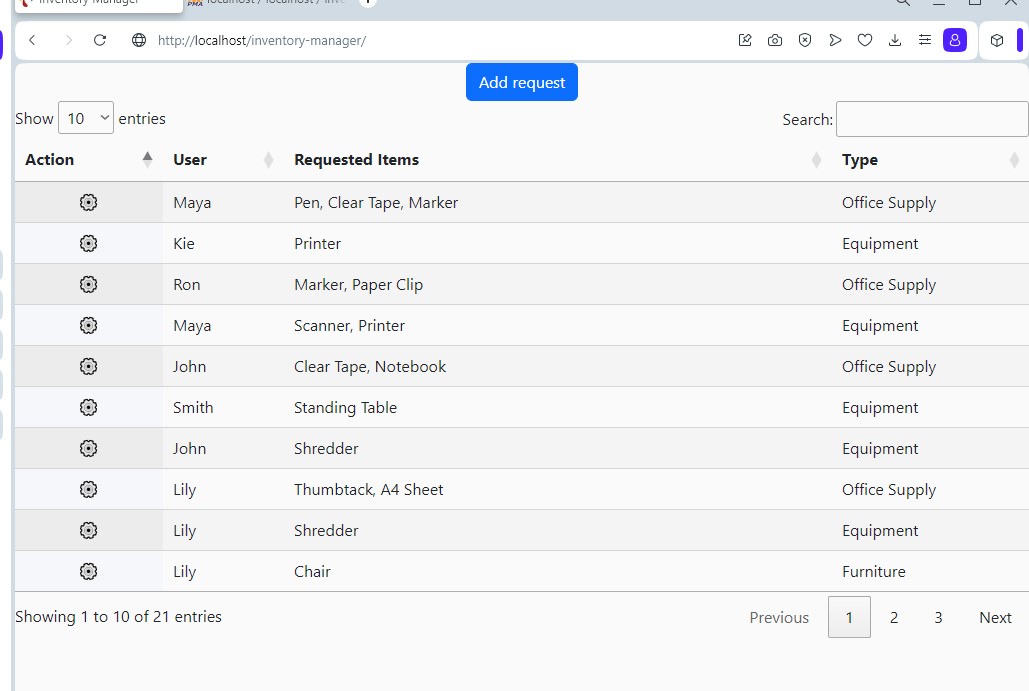 Inventory Manager localhost / localhost /
http://localhost/inventory-manager/
Add request
Show 10 entries Search:
Action User Requested Items Type
Maya Pen, Clear Tape, Marker Office Supply
Kie Printer Equipment
Ron Marker, Paper Clip Office Supply
Maya Scanner, Printer Equipment
John Clear Tape, Notebook Office Supply
Smith Standing Table Equipment
John Shredder Equipment
Lily Thumbtack, A4 Sheet Office Supply
Lily Shredder Equipment
Lily Chair Furniture
Showing 1 to 10 of 21 entries Previous 1 2 3 Next